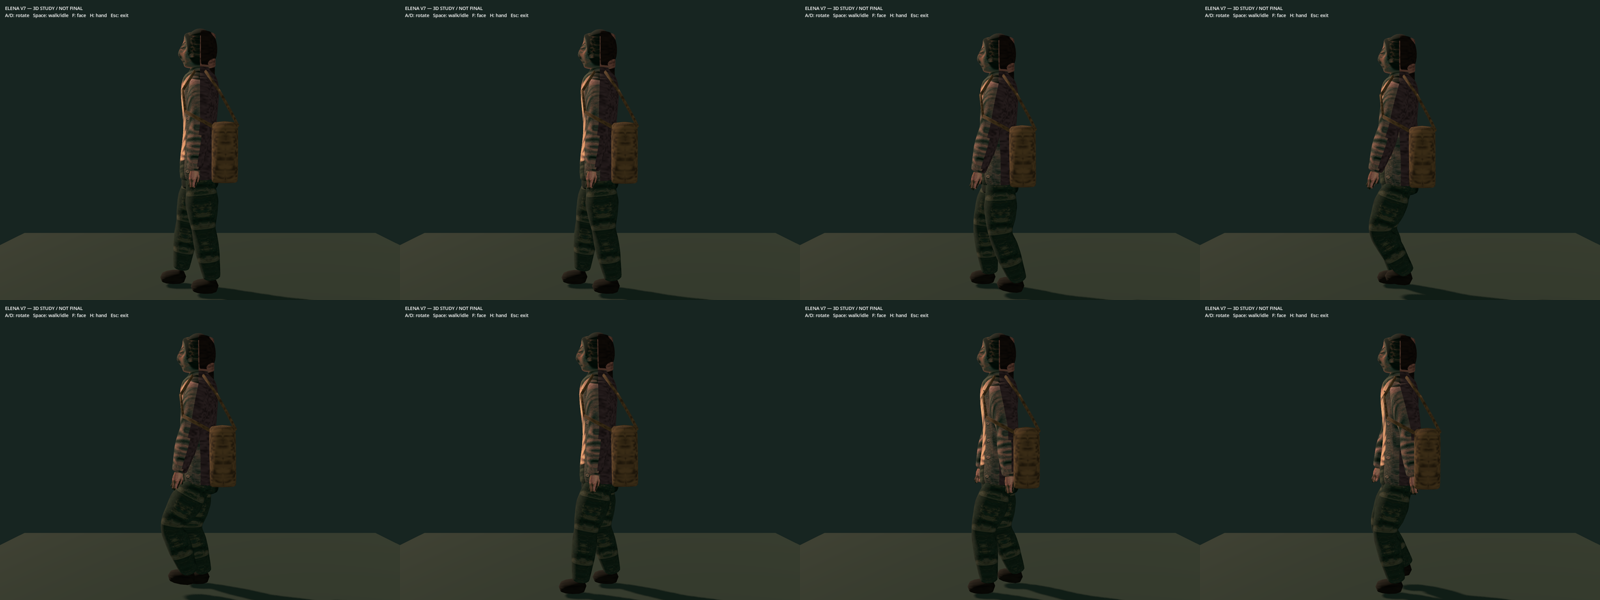 ELENA V7 — 3D STUDY / NOT FINAL
A/D: rotate Space: walk/idle F: face H: hand Esc: exit
ELENA V7 — 3D STUDY / NOT FINAL
A/D: rotate Space: walk/idle F: face H: hand Esc: exit
ELENA V7 — 3D STUDY / NOT FINAL
A/D: rotate Space: walk/idle F: face H: hand Esc: exit
ELENA V7 — 3D STUDY / NOT FINAL
A/D: rotate Space: walk/idle F: face H: hand Esc: exit
ELENA V7 — 3D STUDY / NOT FINAL
A/D: rotate Space: walk/idle F: face H: hand Esc: exit
ELENA V7 — 3D STUDY / NOT FINAL
A/D: rotate Space: walk/idle F: face H: hand Esc: exit
ELENA V7 — 3D STUDY / NOT FINAL
A/D: rotate Space: walk/idle F: face H: hand Esc: exit
ELENA V7 — 3D STUDY / NOT FINAL
A/D: rotate Space: walk/idle F: face H: hand Esc: exit